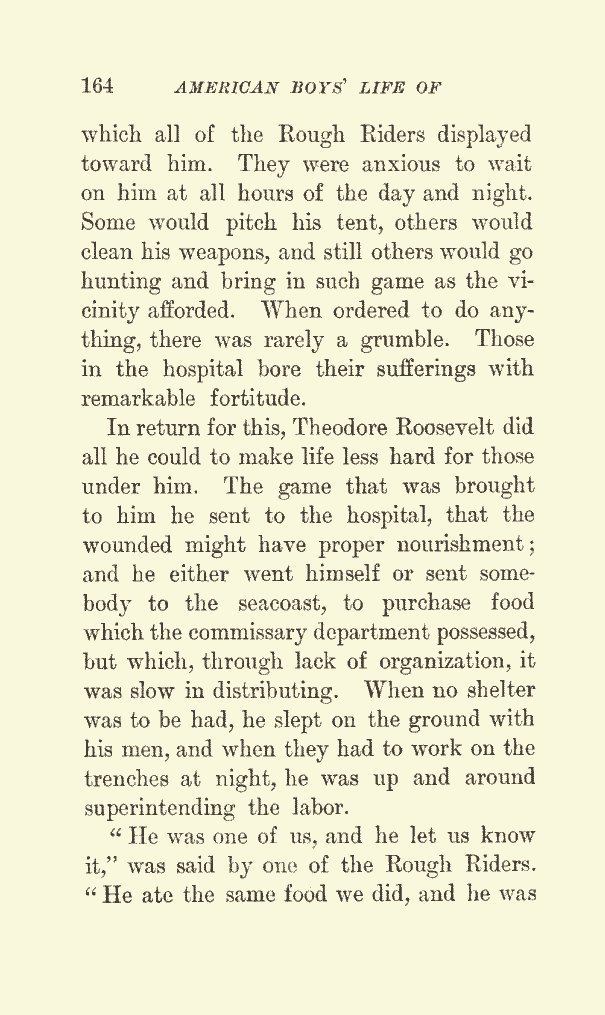 164 AMERICAN BOYS' LIFE OF
which all of the Rough Riders displayed
toward him. They were anxious to wait
on him at all hours of the day and night.
Some would pitch his tent, others would
clean his weapons, and still others would go
hunting and bring in such game as the vi-
cinity afforded. When ordered to do any-
thing, there was rarely a grumble. Those
in the hospital bore their sufferings with
remarkable fortitude.
In return for this, Theodore Roosevelt did
all he could to make life less hard for those
under him. The game that was brought
to him he sent to the hospital, that the
wounded might have proper nourishment;
and he either went himself or sent some-
body to the seacoast, to purchase food
which the commissary department possessed,
but which, through lack of organization, it
was slow in distributing. When no shelter
was to be had, he slept on the ground with
his men, and when they had to work on the
trenches at night, he was up and around
superintending the labor.
"He was one of us, and he let us know
it," was said by one of the Rough Riders.
"He ate the same food we did, and he was